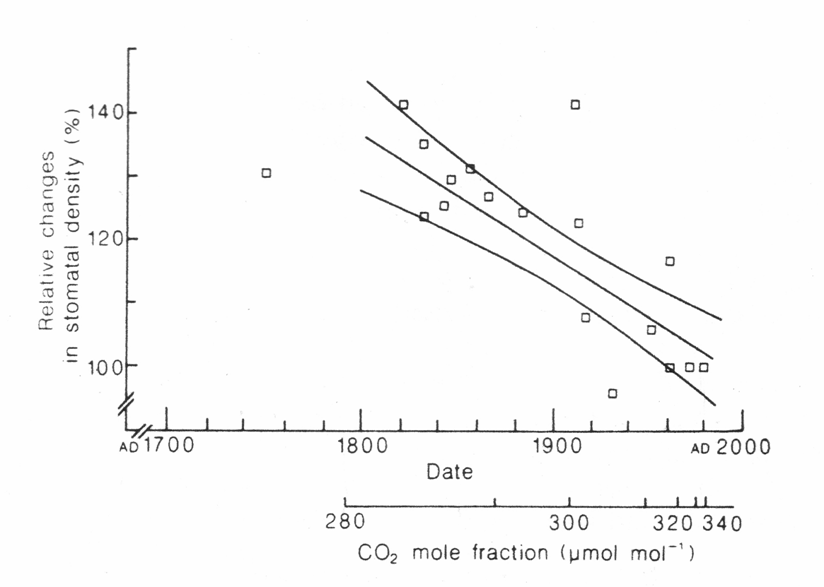 Relative changes
in stomatal density (%)
140
120
100
AD 1700
1800
1900
AD 2000
Date
280
300
320
340
CO₂ mole fraction (μmol mol⁻¹)